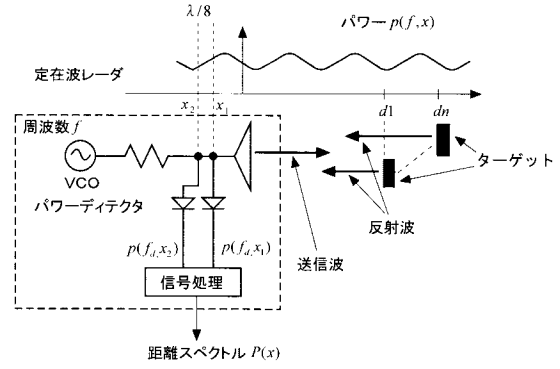 λ/8
パワー p(f,x)
定在波レーダ
x₂
x₁
d1
dn
周波数 f
VCO
パワーディテクタ
ターゲット
反射波
送信波
p(f_d,x₂)
p(f_d,x₁)
信号処理
距離スペクトル P(x)